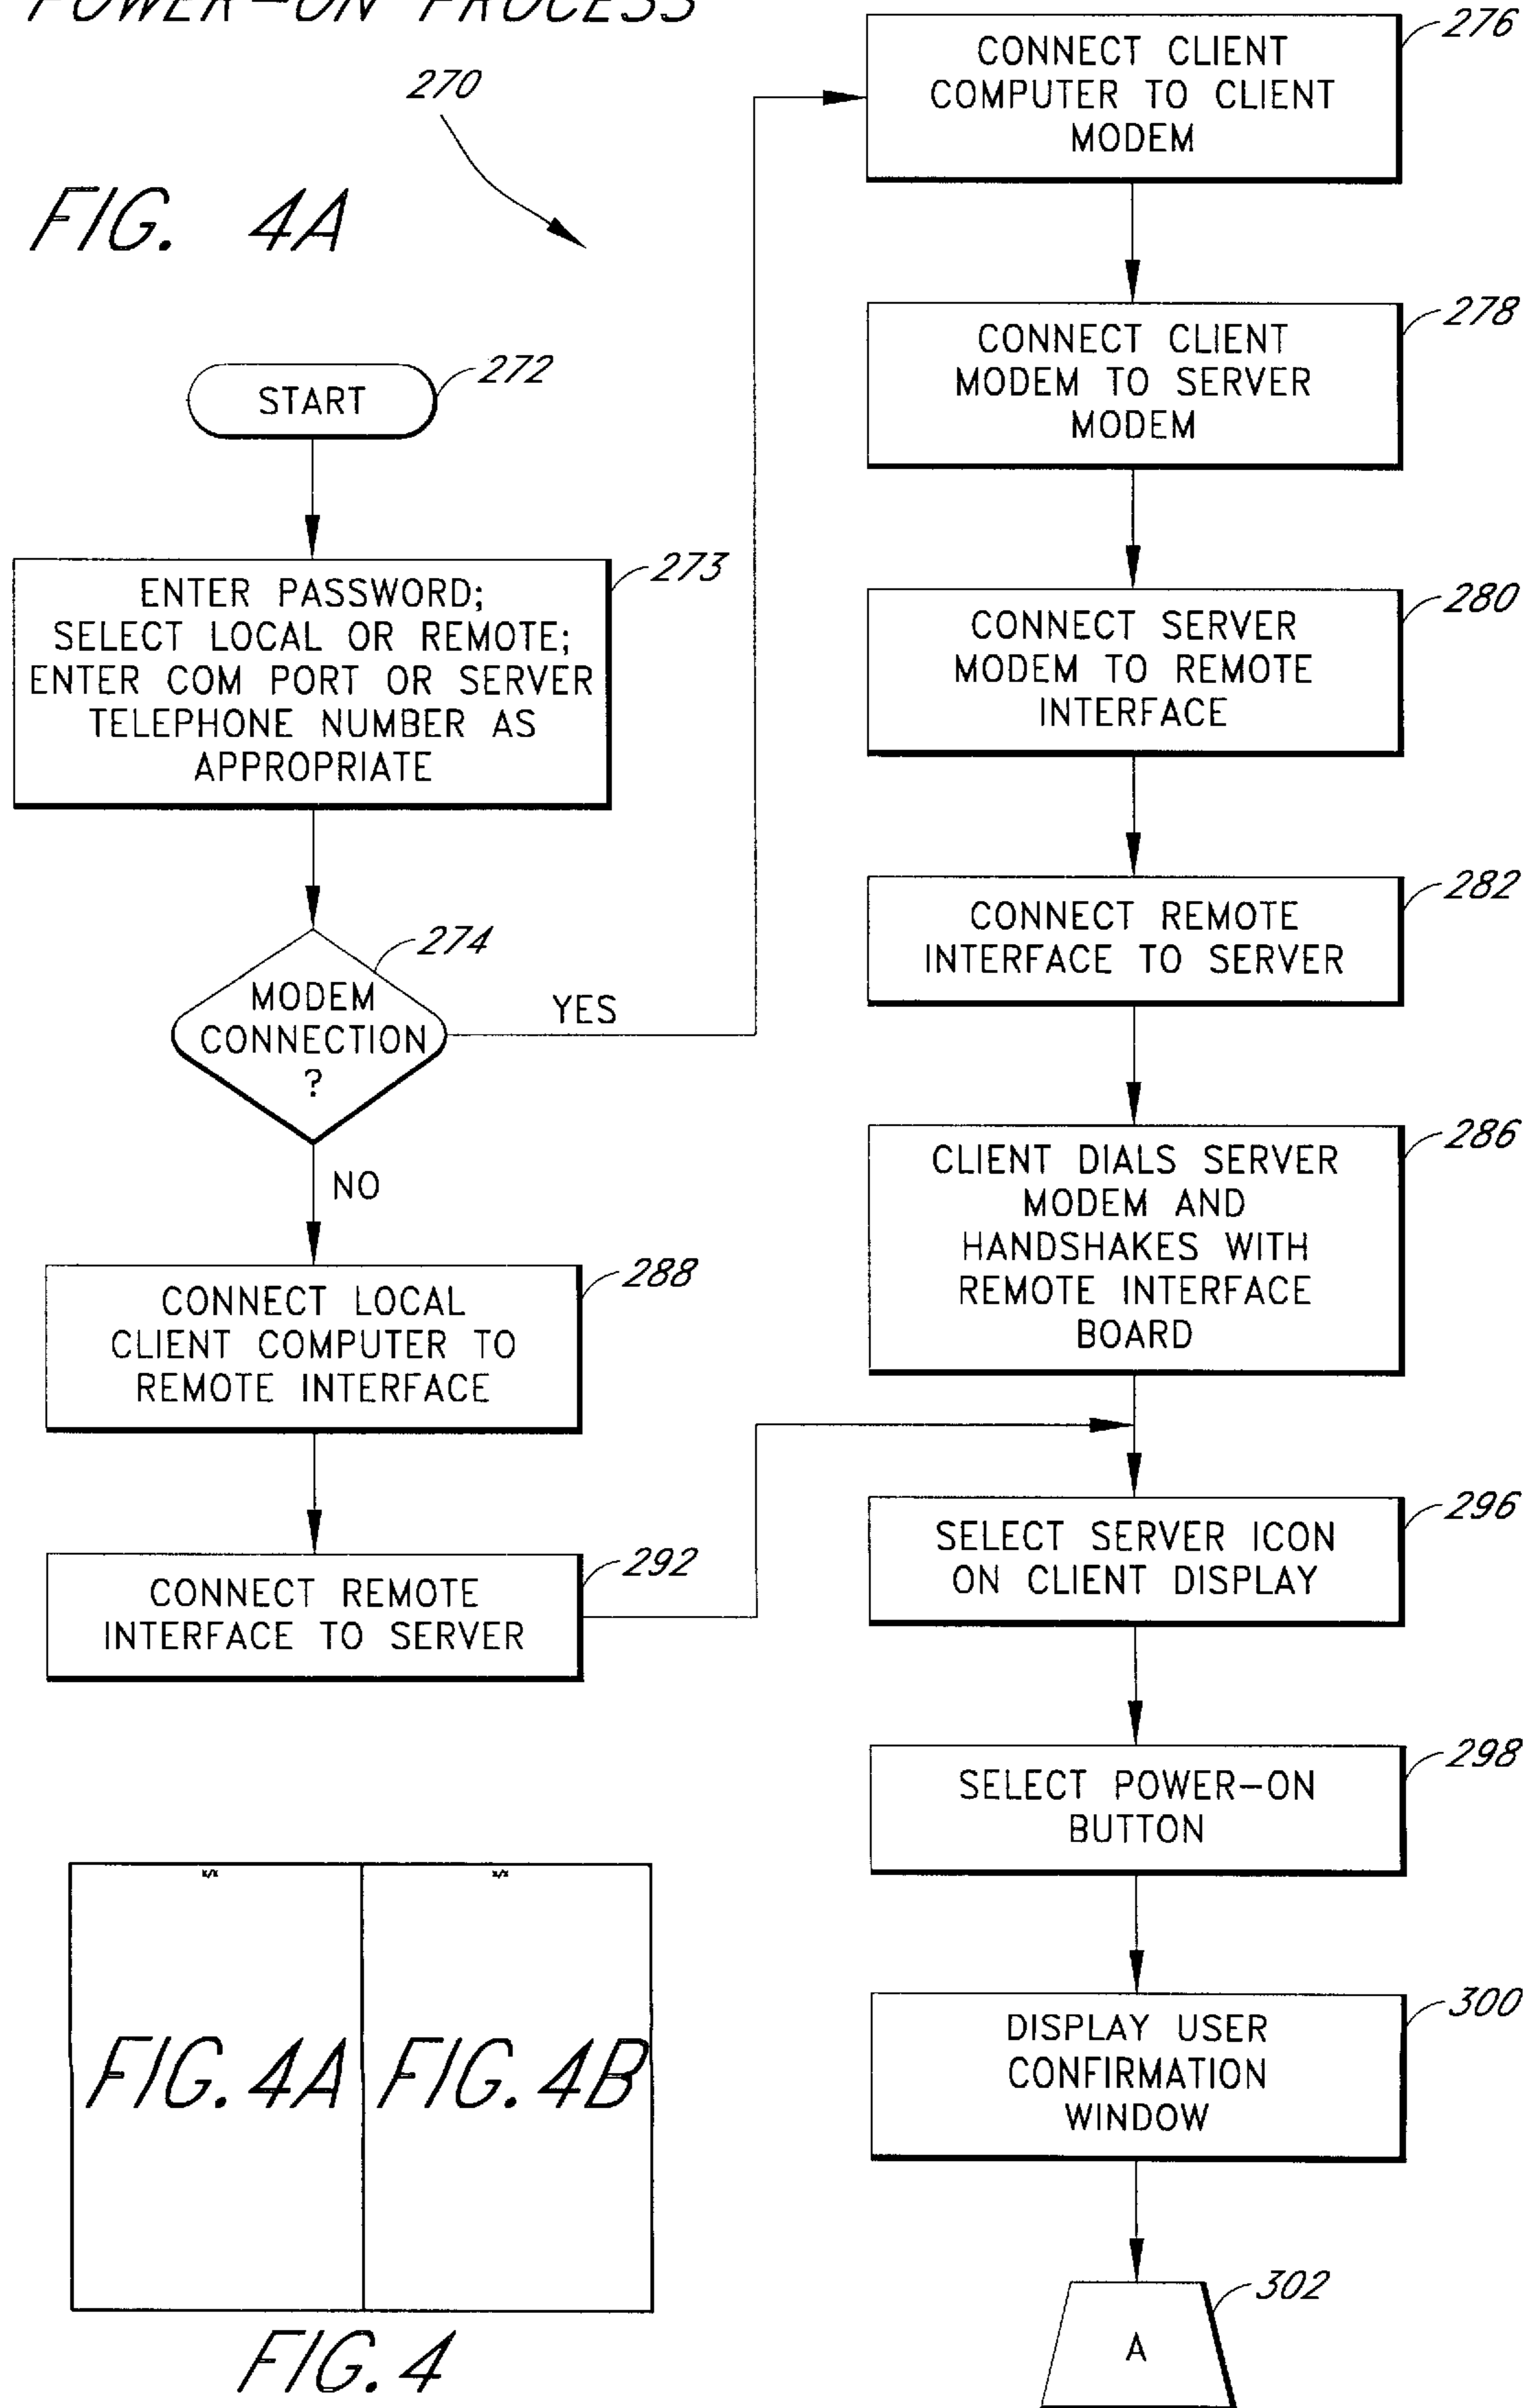 POWER-ON PROCESS
270
FIG. 4A
START
272
ENTER PASSWORD;
SELECT LOCAL OR REMOTE;
ENTER COM PORT OR SERVER
TELEPHONE NUMBER AS
APPROPRIATE
273
MODEM
CONNECTION
?
274
YES
NO
CONNECT LOCAL
CLIENT COMPUTER TO
REMOTE INTERFACE
288
CONNECT REMOTE
INTERFACE TO SERVER
292
CONNECT CLIENT
COMPUTER TO CLIENT
MODEM
276
CONNECT CLIENT
MODEM TO SERVER
MODEM
278
CONNECT SERVER
MODEM TO REMOTE
INTERFACE
280
CONNECT REMOTE
INTERFACE TO SERVER
282
CLIENT DIALS SERVER
MODEM AND
HANDSHAKES WITH
REMOTE INTERFACE
BOARD
286
SELECT SERVER ICON
ON CLIENT DISPLAY
296
SELECT POWER-ON
BUTTON
298
DISPLAY USER
CONFIRMATION
WINDOW
300
A
302
FIG. 4A
FIG. 4B
FIG. 4